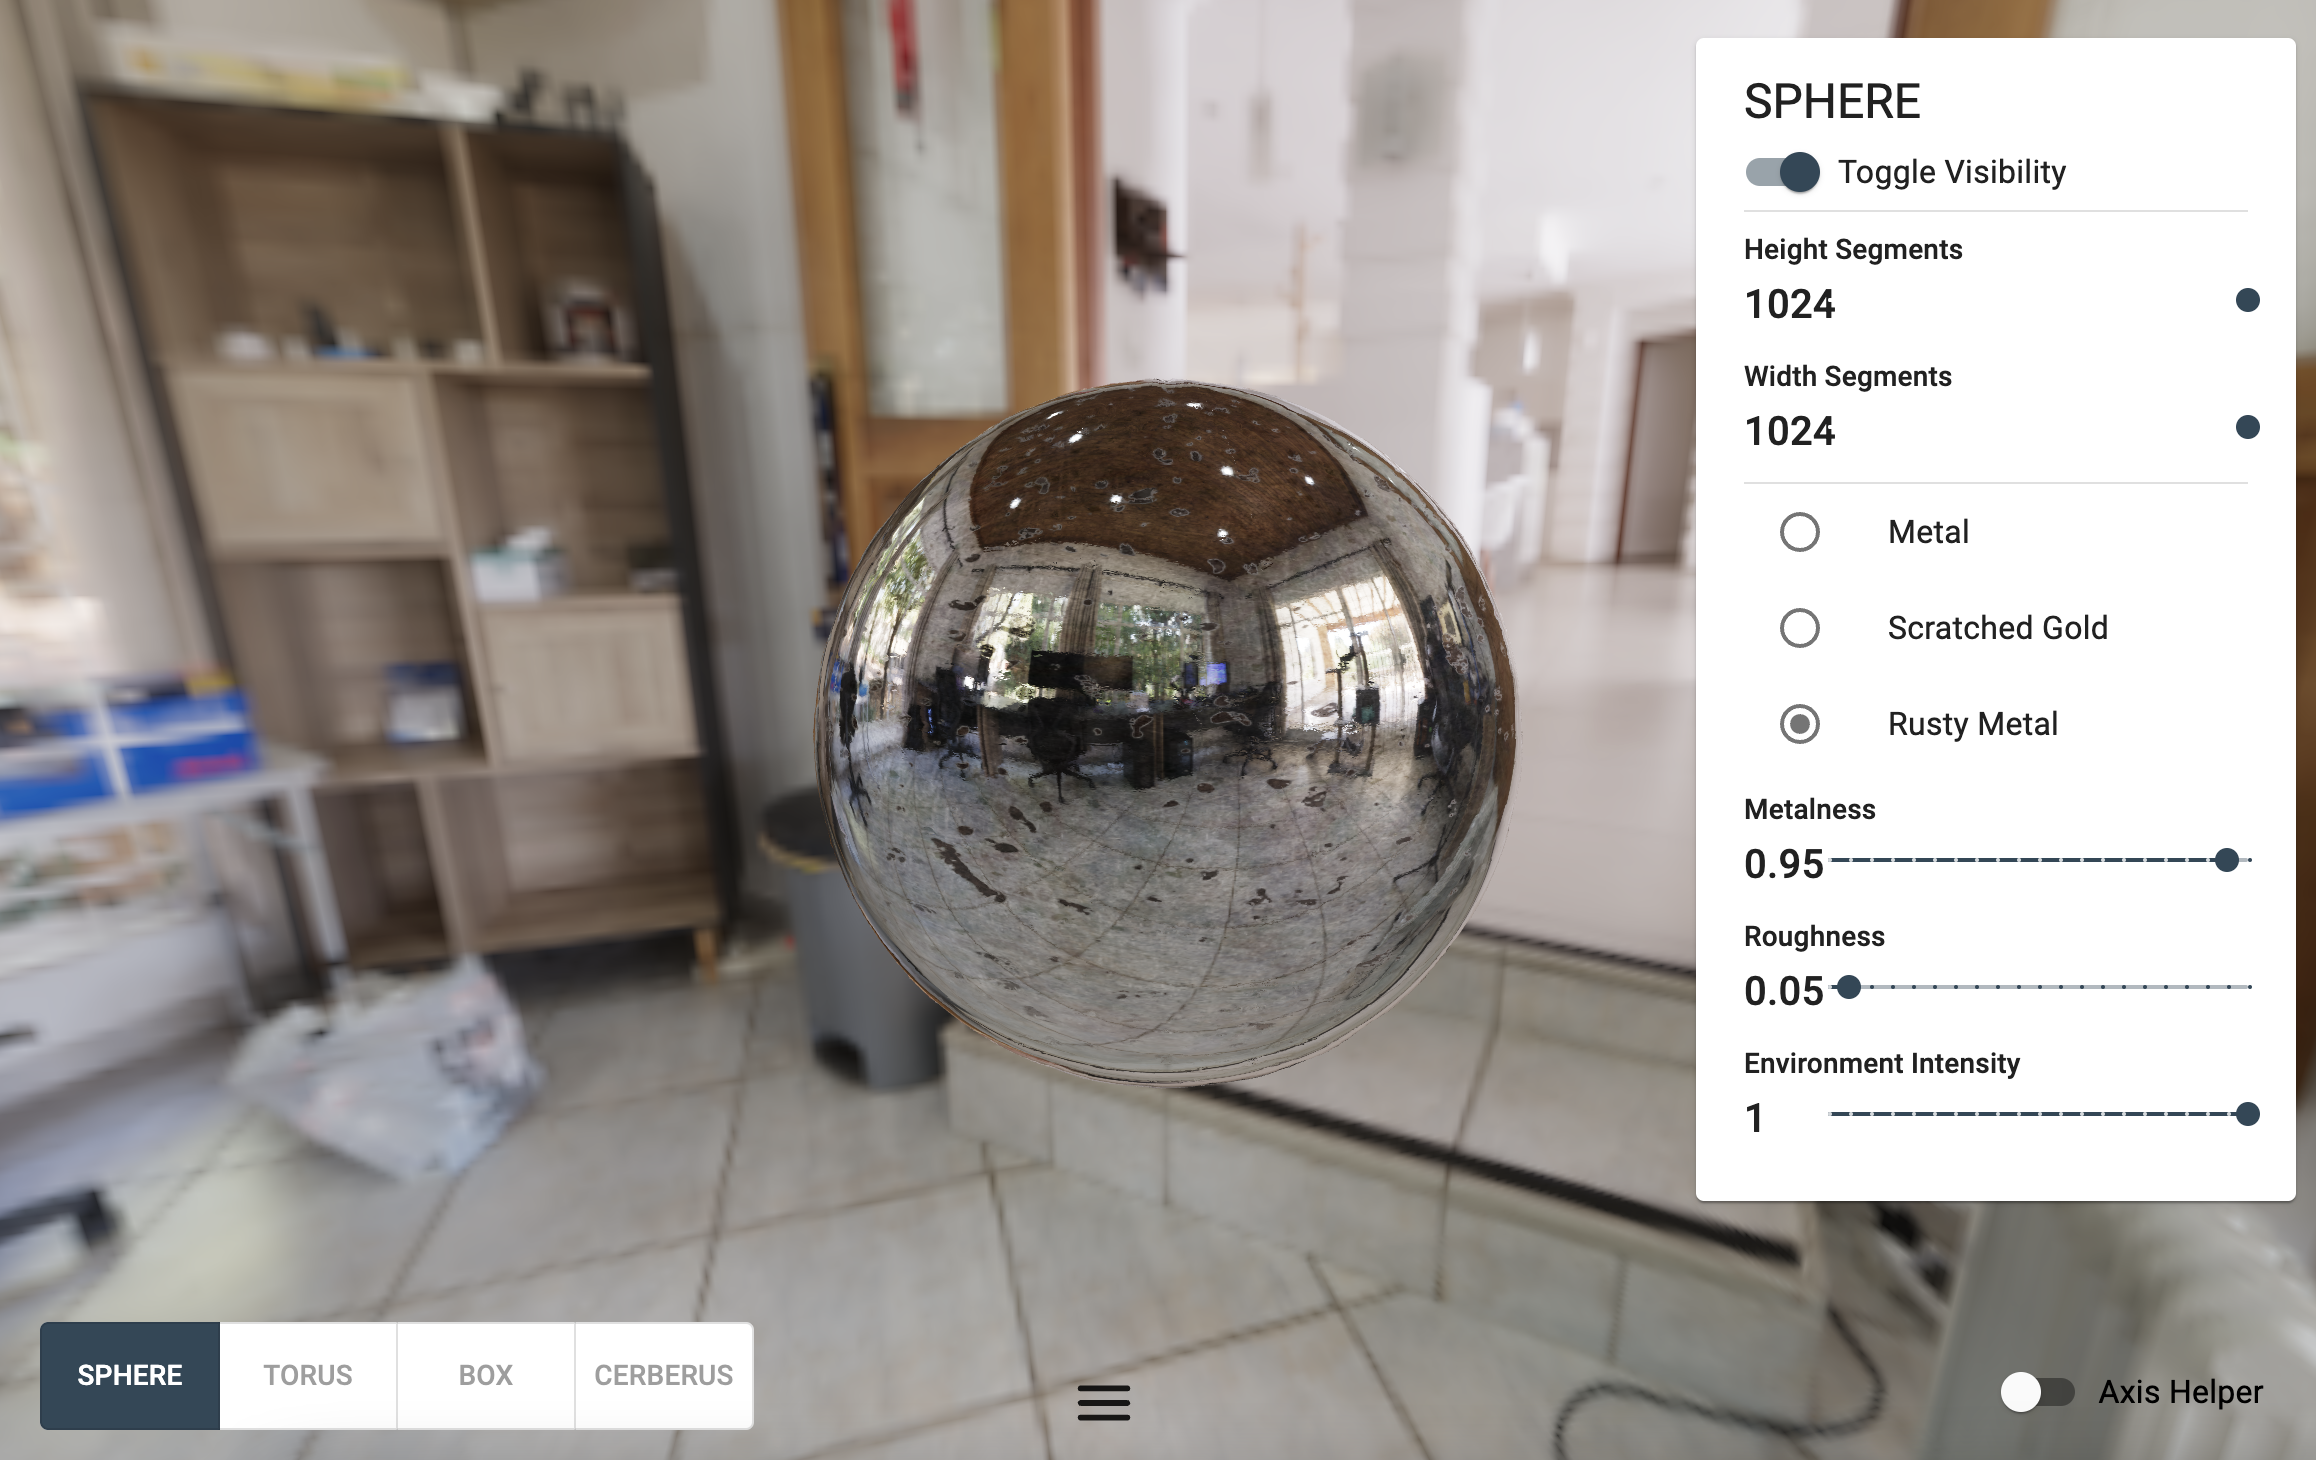 SPHERE
Toggle Visibility
Height Segments
1024
Width Segments
1024
Metal
Scratched Gold
Rusty Metal
Metalness
0.95
Roughness
0.05
Environment Intensity
1
SPHERE
TORUS
BOX
CERBERUS
Axis Helper